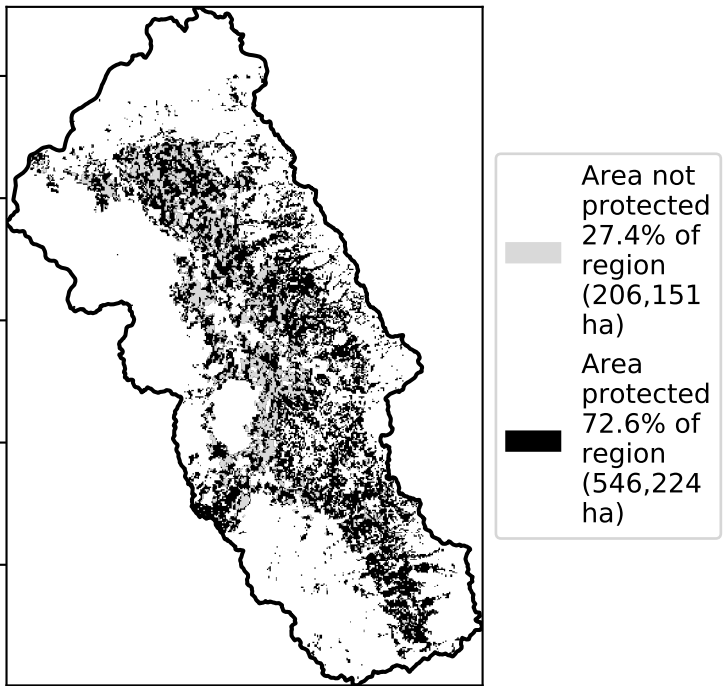 Area not
protected
27.4% of
region
(206,151
ha)
Area
protected
72.6% of
region
(546,224
ha)